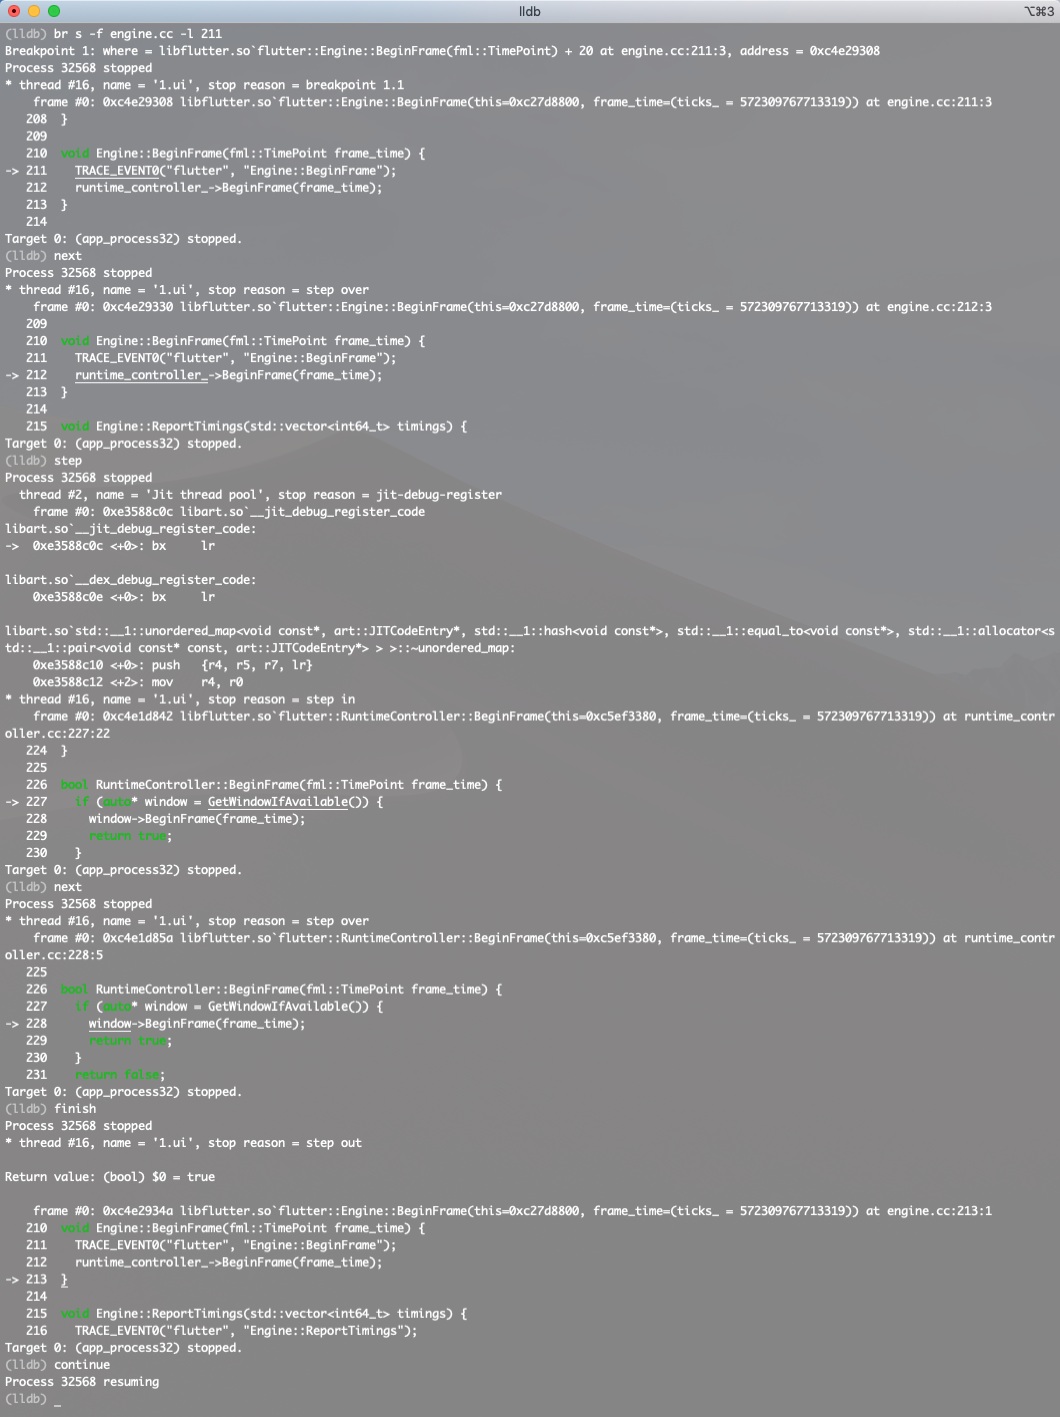 lldb
⌥⌘3
(lldb) br s -f engine.cc -l 211
Breakpoint 1: where = libflutter.so`flutter::Engine::BeginFrame(fml::TimePoint) + 20 at engine.cc:211:3, address = 0xc4e29308
Process 32568 stopped
* thread #16, name = '1.ui', stop reason = breakpoint 1.1
    frame #0: 0xc4e29308 libflutter.so`flutter::Engine::BeginFrame(this=0xc27d8800, frame_time=(ticks_ = 572309767713319)) at engine.cc:211:3
   208  }
   209
   210  void Engine::BeginFrame(fml::TimePoint frame_time) {
-> 211    TRACE_EVENT0("flutter", "Engine::BeginFrame");
   212    runtime_controller_->BeginFrame(frame_time);
   213  }
   214
Target 0: (app_process32) stopped.
(lldb) next
Process 32568 stopped
* thread #16, name = '1.ui', stop reason = step over
    frame #0: 0xc4e29330 libflutter.so`flutter::Engine::BeginFrame(this=0xc27d8800, frame_time=(ticks_ = 572309767713319)) at engine.cc:212:3
   209
   210  void Engine::BeginFrame(fml::TimePoint frame_time) {
   211    TRACE_EVENT0("flutter", "Engine::BeginFrame");
-> 212    runtime_controller_->BeginFrame(frame_time);
   213  }
   214
   215  void Engine::ReportTimings(std::vector<int64_t> timings) {
Target 0: (app_process32) stopped.
(lldb) step
Process 32568 stopped
  thread #2, name = 'Jit thread pool', stop reason = jit-debug-register
    frame #0: 0xe3588c0c libart.so`__jit_debug_register_code
libart.so`__jit_debug_register_code:
->  0xe3588c0c <+0>: bx     lr

libart.so`__dex_debug_register_code:
    0xe3588c0e <+0>: bx     lr

libart.so`std::__1::unordered_map<void const*, art::JITCodeEntry*, std::__1::hash<void const*>, std::__1::equal_to<void const*>, std::__1::allocator<s
td::__1::pair<void const* const, art::JITCodeEntry*> > >::~unordered_map:
    0xe3588c10 <+0>: push   {r4, r5, r7, lr}
    0xe3588c12 <+2>: mov    r4, r0
* thread #16, name = '1.ui', stop reason = step in
    frame #0: 0xc4e1d842 libflutter.so`flutter::RuntimeController::BeginFrame(this=0xc5ef3380, frame_time=(ticks_ = 572309767713319)) at runtime_contr
oller.cc:227:22
   224  }
   225
   226  bool RuntimeController::BeginFrame(fml::TimePoint frame_time) {
-> 227    if (auto* window = GetWindowIfAvailable()) {
   228      window->BeginFrame(frame_time);
   229      return true;
   230    }
Target 0: (app_process32) stopped.
(lldb) next
Process 32568 stopped
* thread #16, name = '1.ui', stop reason = step over
    frame #0: 0xc4e1d85a libflutter.so`flutter::RuntimeController::BeginFrame(this=0xc5ef3380, frame_time=(ticks_ = 572309767713319)) at runtime_contr
oller.cc:228:5
   225
   226  bool RuntimeController::BeginFrame(fml::TimePoint frame_time) {
   227    if (auto* window = GetWindowIfAvailable()) {
-> 228      window->BeginFrame(frame_time);
   229      return true;
   230    }
   231    return false;
Target 0: (app_process32) stopped.
(lldb) finish
Process 32568 stopped
* thread #16, name = '1.ui', stop reason = step out

Return value: (bool) $0 = true

    frame #0: 0xc4e2934a libflutter.so`flutter::Engine::BeginFrame(this=0xc27d8800, frame_time=(ticks_ = 572309767713319)) at engine.cc:213:1
   210  void Engine::BeginFrame(fml::TimePoint frame_time) {
   211    TRACE_EVENT0("flutter", "Engine::BeginFrame");
   212    runtime_controller_->BeginFrame(frame_time);
-> 213  }
   214
   215  void Engine::ReportTimings(std::vector<int64_t> timings) {
   216    TRACE_EVENT0("flutter", "Engine::ReportTimings");
Target 0: (app_process32) stopped.
(lldb) continue
Process 32568 resuming
(lldb) _